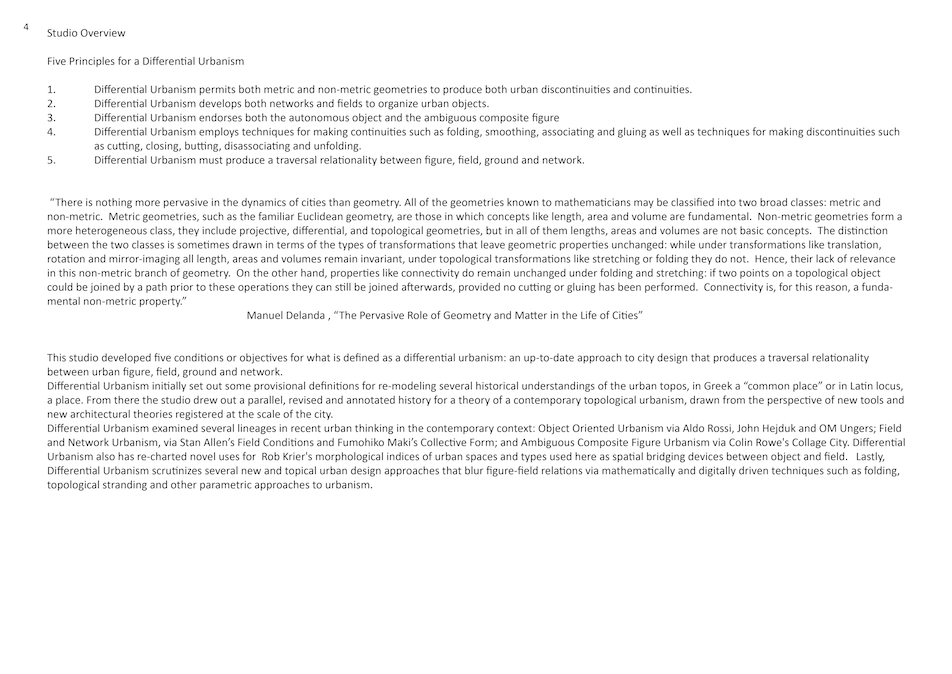 4
Studio Overview
Five Principles for a Differential Urbanism
1. Differential Urbanism permits both metric and non-metric geometries to produce both urban discontinuities and continuities.
2. Differential Urbanism develops both networks and fields to organize urban objects.
3. Differential Urbanism endorses both the autonomous object and the ambiguous composite figure
4. Differential Urbanism employs techniques for making continuities such as folding, smoothing, associating and gluing as well as techniques for making discontinuities such
as cutting, closing, butting, disassociating and unfolding.
5. Differential Urbanism must produce a traversal relationality between figure, field, ground and network.
“There is nothing more pervasive in the dynamics of cities than geometry. All of the geometries known to mathematicians may be classified into two broad classes: metric and
non-metric. Metric geometries, such as the familiar Euclidean geometry, are those in which concepts like length, area and volume are fundamental. Non-metric geometries form a
more heterogeneous class, they include projective, differential, and topological geometries, but in all of them lengths, areas and volumes are not basic concepts. The distinction
between the two classes is sometimes drawn in terms of the types of transformations that leave geometric properties unchanged: while under transformations like translation,
rotation and mirror-imaging all length, areas and volumes remain invariant, under topological transformations like stretching or folding they do not. Hence, their lack of relevance
in this non-metric branch of geometry. On the other hand, properties like connectivity do remain unchanged under folding and stretching: if two points on a topological object
could be joined by a path prior to these operations they can still be joined afterwards, provided no cutting or gluing has been performed. Connectivity is, for this reason, a funda-
mental non-metric property.”
Manuel Delanda , “The Pervasive Role of Geometry and Matter in the Life of Cities”
This studio developed five conditions or objectives for what is defined as a differential urbanism: an up-to-date approach to city design that produces a traversal relationality
between urban figure, field, ground and network.
Differential Urbanism initially set out some provisional definitions for re-modeling several historical understandings of the urban topos, in Greek a “common place” or in Latin locus,
a place. From there the studio drew out a parallel, revised and annotated history for a theory of a contemporary topological urbanism, drawn from the perspective of new tools and
new architectural theories registered at the scale of the city.
Differential Urbanism examined several lineages in recent urban thinking in the contemporary context: Object Oriented Urbanism via Aldo Rossi, John Hejduk and OM Ungers; Field
and Network Urbanism, via Stan Allen’s Field Conditions and Fumohiko Maki’s Collective Form; and Ambiguous Composite Figure Urbanism via Colin Rowe's Collage City. Differential
Urbanism also has re-charted novel uses for Rob Krier's morphological indices of urban spaces and types used here as spatial bridging devices between object and field. Lastly,
Differential Urbanism scrutinizes several new and topical urban design approaches that blur figure-field relations via mathematically and digitally driven techniques such as folding,
topological stranding and other parametric approaches to urbanism.